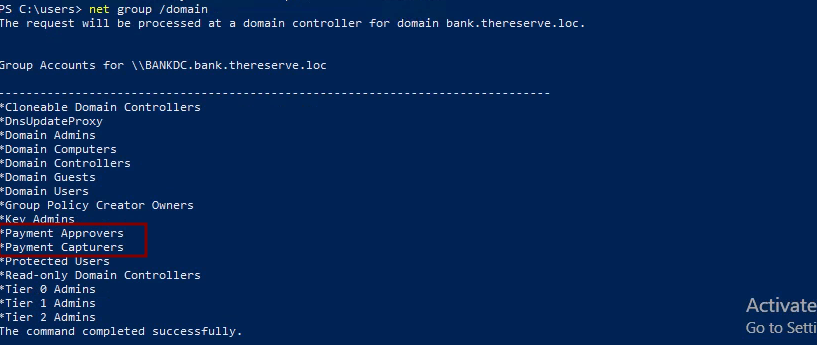 PS C:\users> net group /domain
The request will be processed at a domain controller for domain bank.thereserve.loc.
Group Accounts for \\BANKDC.bank.thereserve.loc
-------------------------------------------------------------------------------
*Cloneable Domain Controllers
*DnsUpdateProxy
*Domain Admins
*Domain Computers
*Domain Controllers
*Domain Guests
*Domain Users
*Group Policy Creator Owners
*Key Admins
*Payment Approvers
*Payment Capturers
*Protected Users
*Read-only Domain Controllers
*Tier 0 Admins
*Tier 1 Admins
*Tier 2 Admins
The command completed successfully.
Activate
Go to Setti